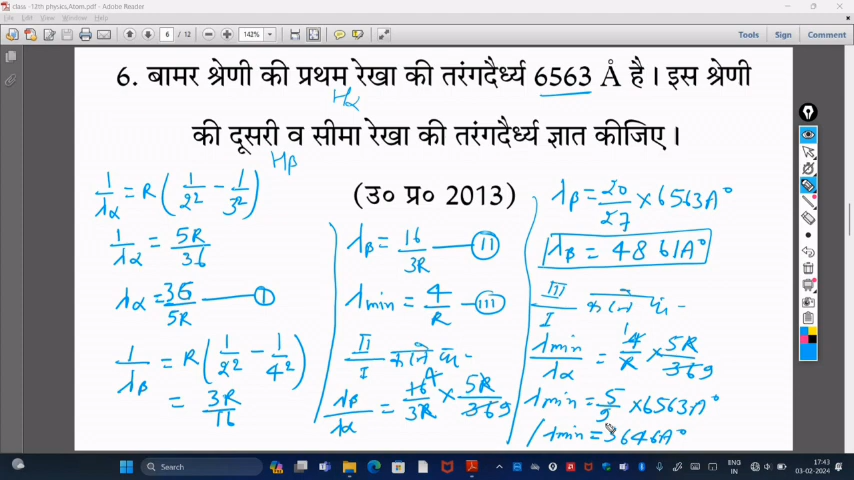 class -12th physics,Atom.pdf - Adobe Reader
File Edit View Window Help
6 / 12 142% Tools Sign Comment
6. बामर श्रेणी की प्रथम रेखा की तरंगदैर्ध्य 6563 Å है। इस श्रेणी
Hα
की दूसरी व सीमा रेखा की तरंगदैर्ध्य ज्ञात कीजिए।
Hβ
(उ० प्र० 2013)
1/λα = R(1/2² - 1/3²)
1/λα = 5R/36
λα = 36/5R — I
1/λβ = R(1/2² - 1/4²)
= 3R/16
λβ = 16/3R — II
λmin = 4/R — III
II/I करने पर -
λβ/λα = 16/3R × 5R/36 9
λβ = 20/27 × 6563A°
λβ = 4861A°
III/I करने पर -
λmin/λα = 4/R × 5R/36 9
λmin = 5/9 × 6563A°
λmin = 3646A°
Search
ENG
IN
17:43
03-02-2024